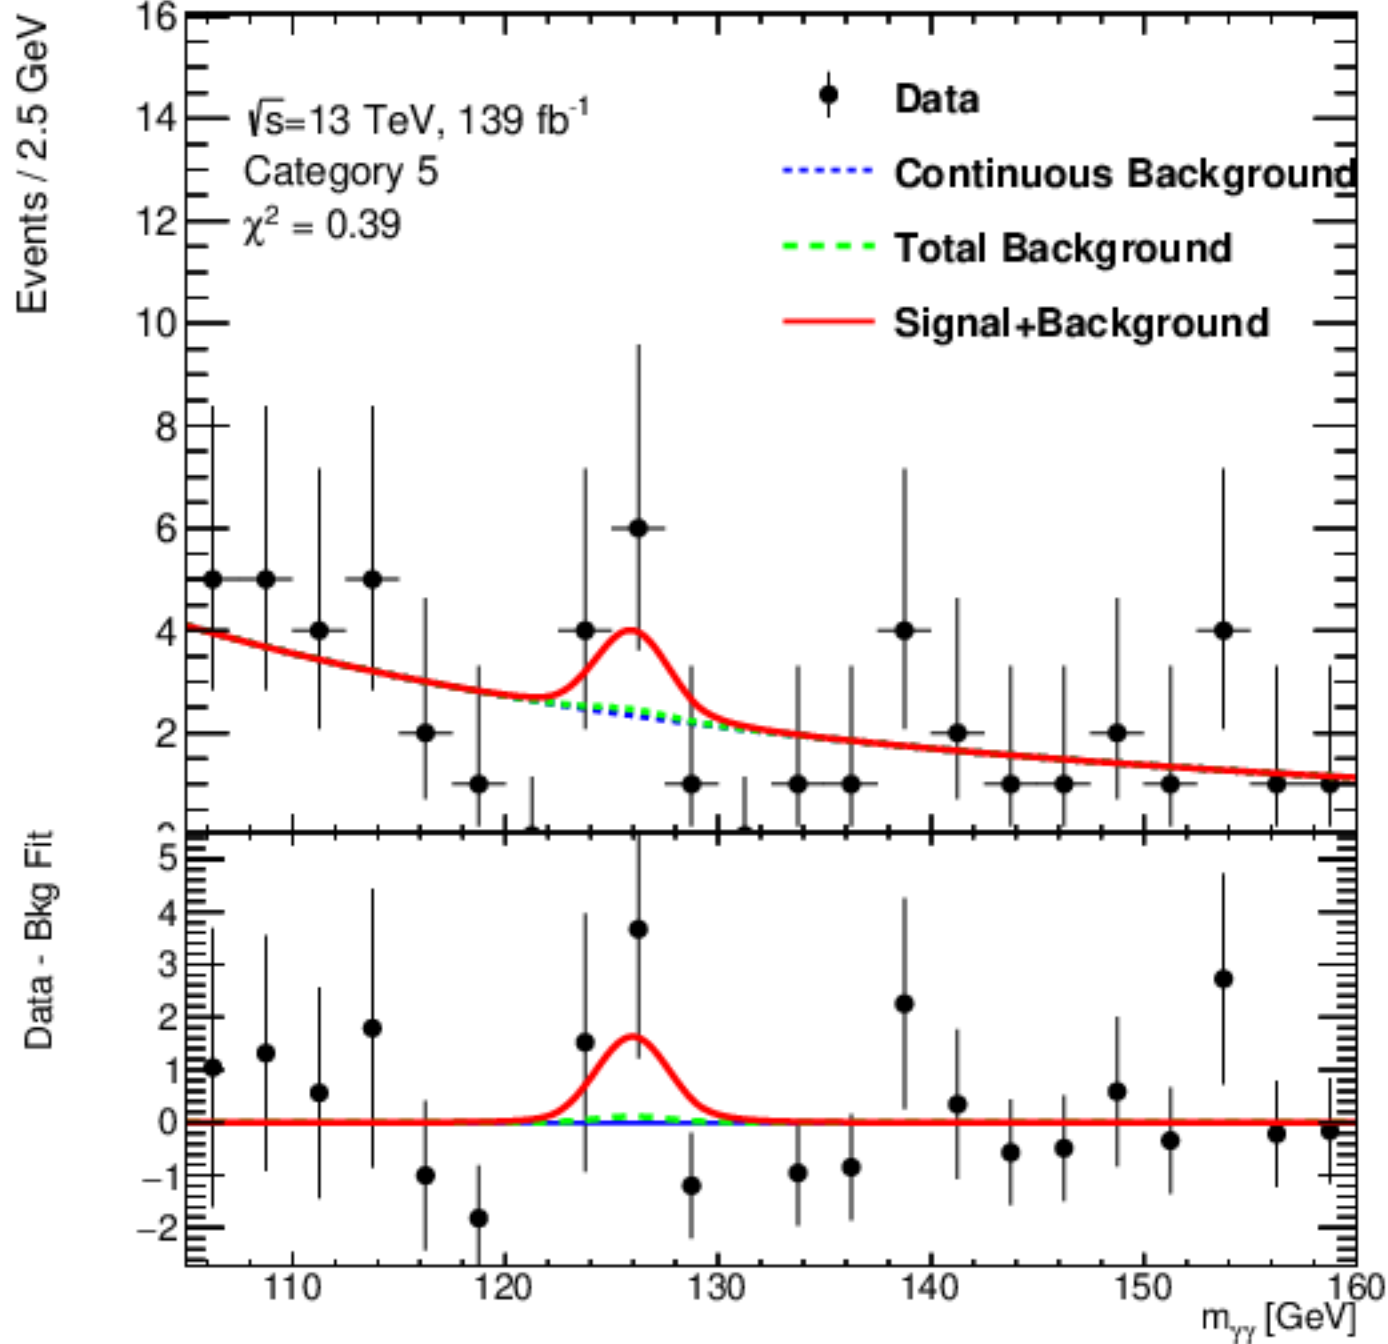 Events / 2.5 GeV
16
14
12
10
8
6
4
2
√s=13 TeV, 139 fb⁻¹
Category 5
χ² = 0.39
Data
Continuous Background
Total Background
Signal+Background
Data - Bkg Fit
5
4
3
2
1
0
−1
−2
110 120 130 140 150 160
mγγ [GeV]